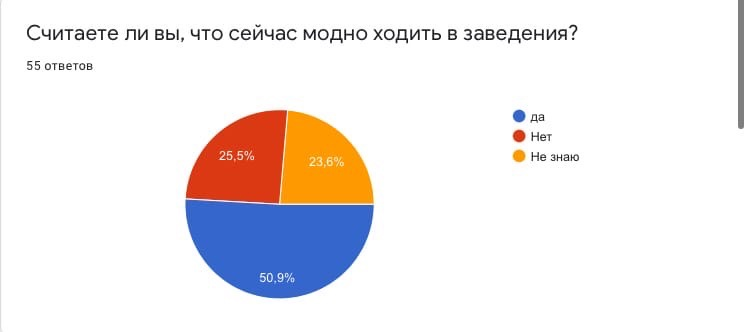 Считаете ли вы, что сейчас модно ходить в заведения?
55 ответов
да
Нет
Не знаю
25,5%
23,6%
50,9%